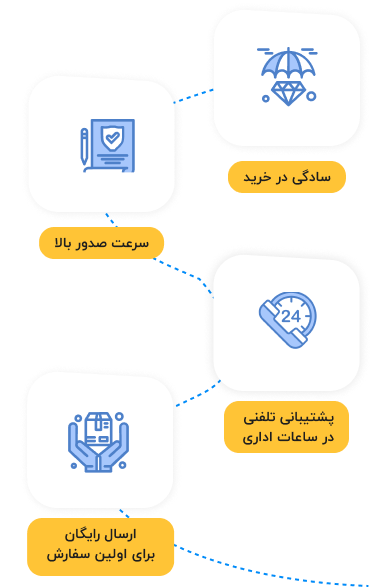 سادگی در خرید
سرعت صدور بالا
24
پشتیبانی تلفنی
در ساعات اداری
ارسال رایگان
برای اولین سفارش